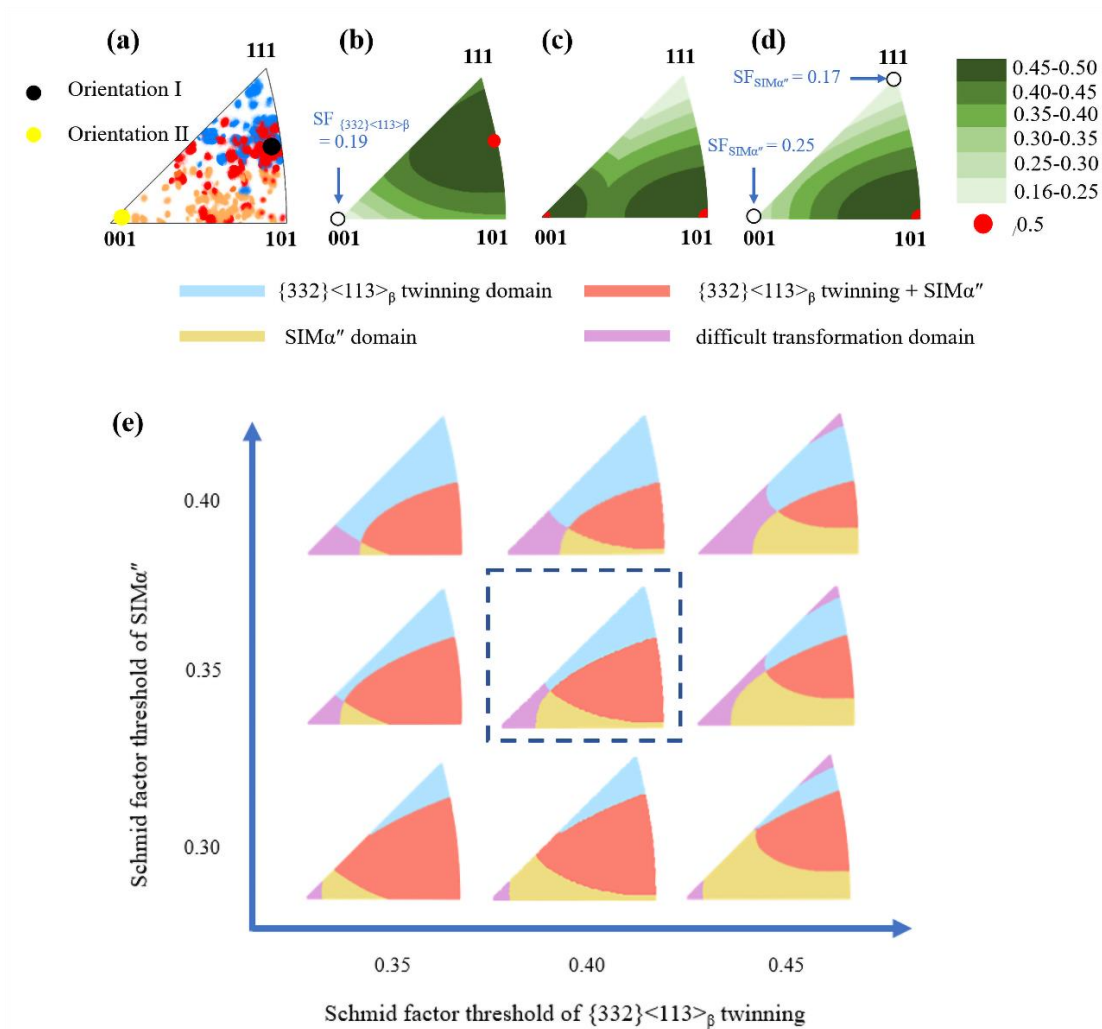 (a)
(b)
(c)
(d)
111
111
111
111
Orientation I
Orientation II
SF {332}<113>β
= 0.19
SFSIMα″ = 0.17
SFSIMα″ = 0.25
0.45-0.50
0.40-0.45
0.35-0.40
0.30-0.35
0.25-0.30
0.16-0.25
0.5
001
101
001
101
001
101
001
101
{332}<113>β twinning domain
{332}<113>β twinning + SIMα″
SIMα″ domain
difficult transformation domain
(e)
Schmid factor threshold of SIMα″
0.40
0.35
0.30
0.35
0.40
0.45
Schmid factor threshold of {332}<113>β twinning